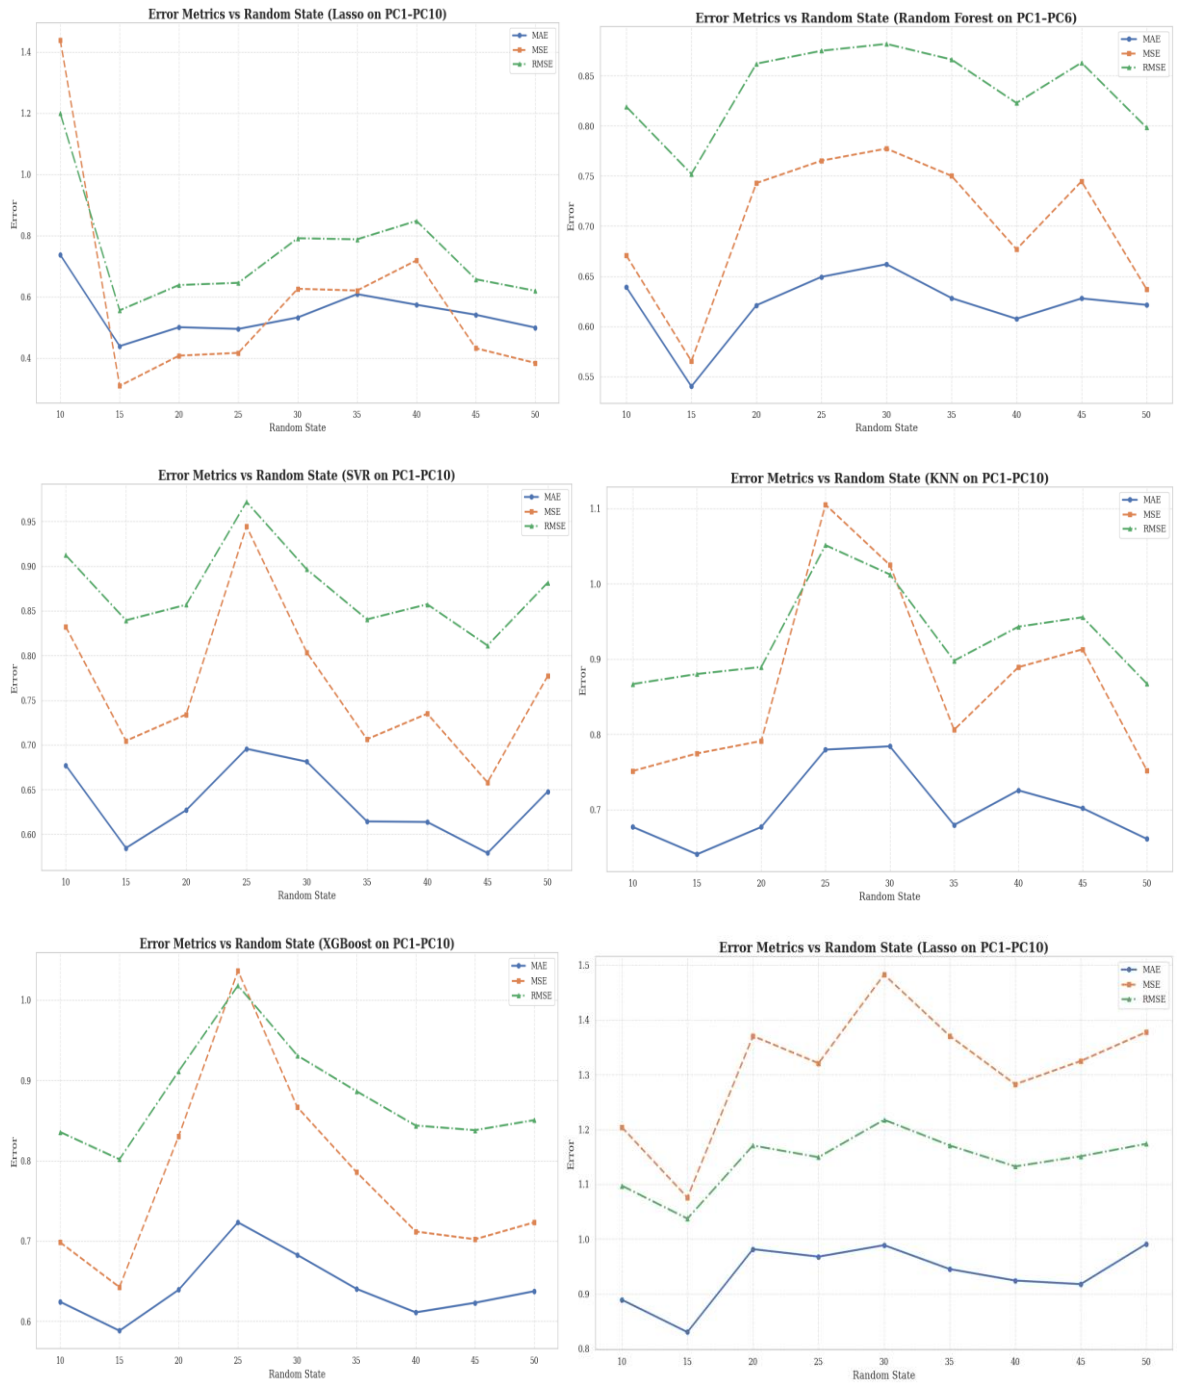 Error Metrics vs Random State (Lasso on PC1–PC10)
MAE
MSE
RMSE
1.4
1.2
1.0
0.8
0.6
0.4
Error
10 15 20 25 30 35 40 45 50
Random State
Error Metrics vs Random State (Random Forest on PC1–PC6)
MAE
MSE
RMSE
0.85
0.80
0.75
0.70
0.65
0.60
0.55
Error
10 15 20 25 30 35 40 45 50
Random State
Error Metrics vs Random State (SVR on PC1–PC10)
MAE
MSE
RMSE
0.95
0.90
0.85
0.80
0.75
0.70
0.65
0.60
Error
10 15 20 25 30 35 40 45 50
Random State
Error Metrics vs Random State (KNN on PC1–PC10)
MAE
MSE
RMSE
1.1
1.0
0.9
0.8
0.7
Error
10 15 20 25 30 35 40 45 50
Random State
Error Metrics vs Random State (XGBoost on PC1–PC10)
MAE
MSE
RMSE
1.0
0.9
0.8
0.7
0.6
Error
10 15 20 25 30 35 40 45 50
Random State
Error Metrics vs Random State (Lasso on PC1–PC10)
MAE
MSE
RMSE
1.5
1.4
1.3
1.2
1.1
1.0
0.9
0.8
Error
10 15 20 25 30 35 40 45 50
Random State